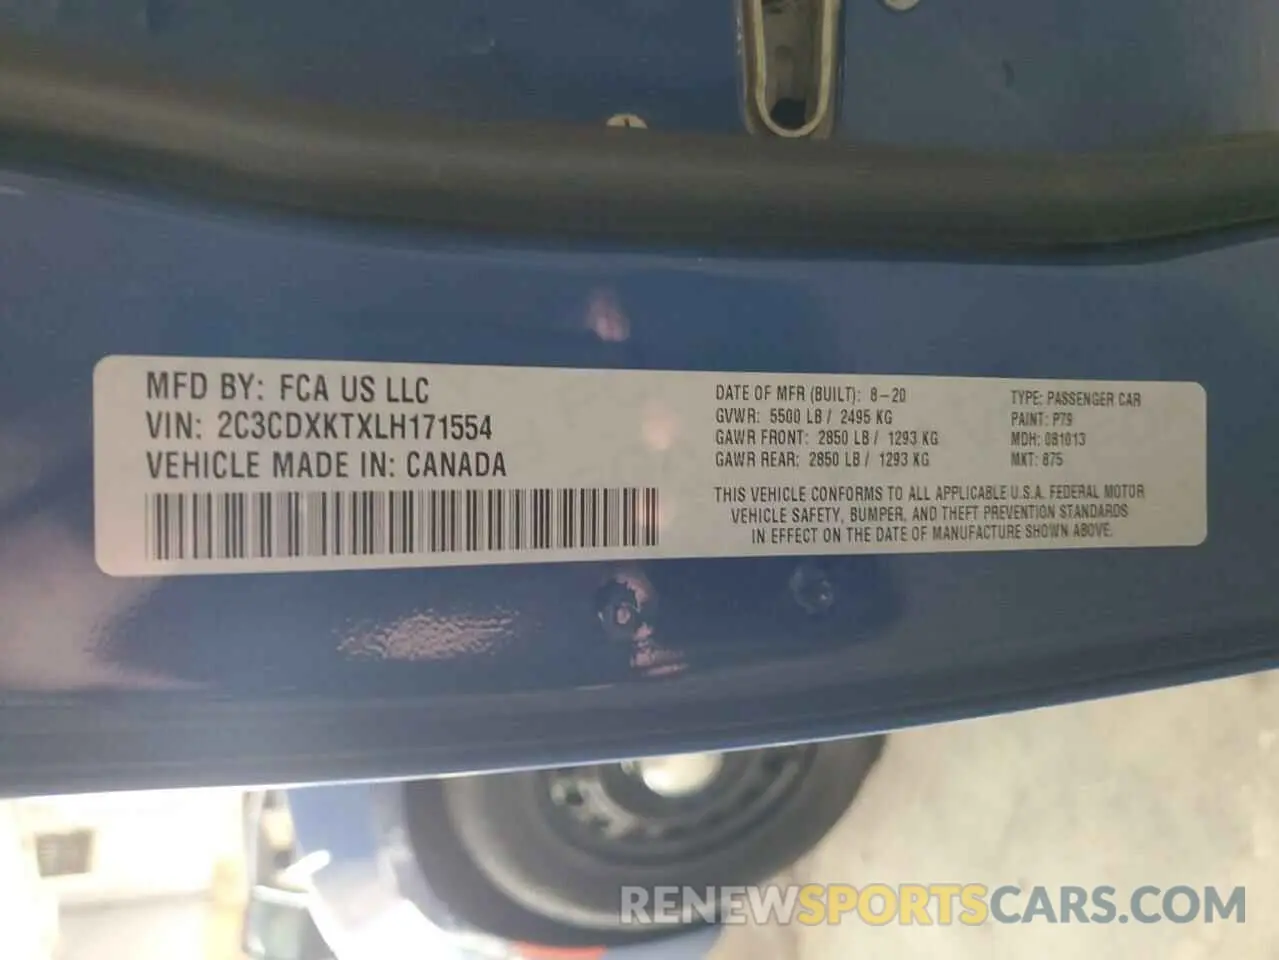 MFD BY: FCA US LLC
VIN: 2C3CDXKTXLH171554
VEHICLE MADE IN: CANADA
DATE OF MFR (BUILT): 8-20
GVWR: 5500 LB / 2495 KG
GAWR FRONT: 2850 LB / 1293 KG
GAWR REAR: 2850 LB / 1293 KG
TYPE: PASSENGER CAR
PAINT: P79
MDH: 081013
MKT: 875
THIS VEHICLE CONFORMS TO ALL APPLICABLE U.S.A. FEDERAL MOTOR
VEHICLE SAFETY, BUMPER, AND THEFT PREVENTION STANDARDS
IN EFFECT ON THE DATE OF MANUFACTURE SHOWN ABOVE.
RENEWSPORTSCARS.COM